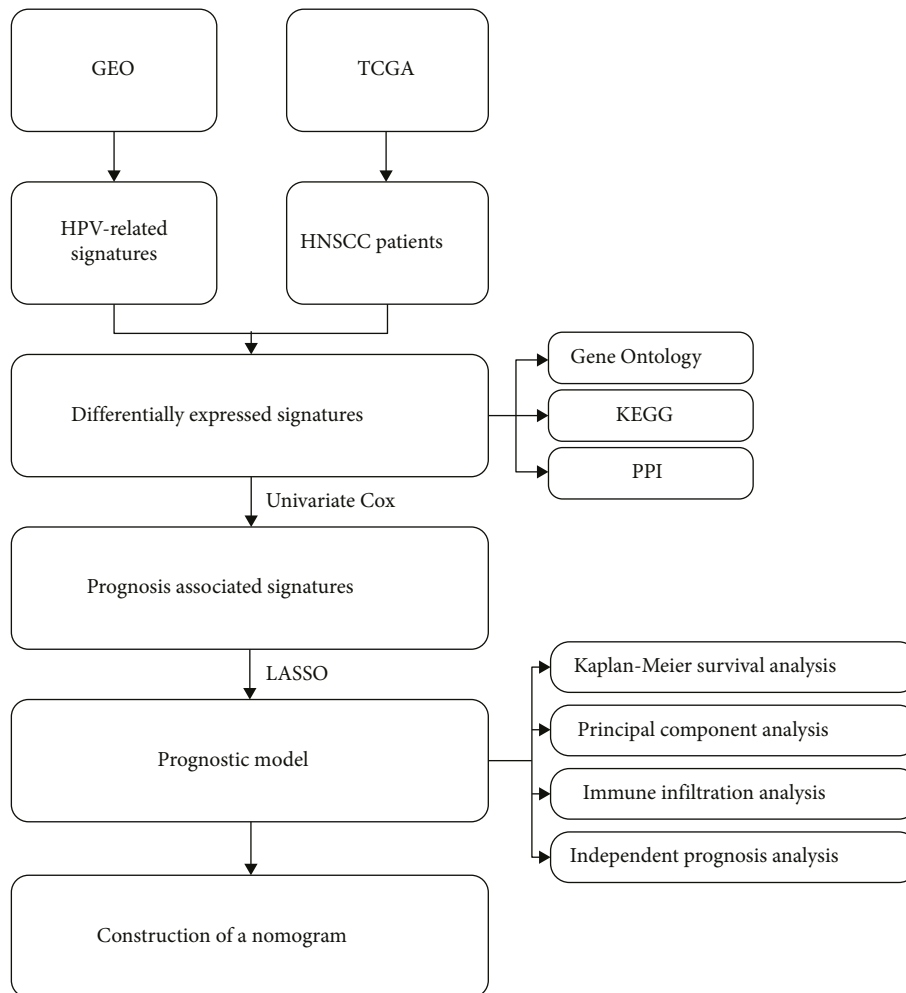 GEO
TCGA
HPV-related
signatures
HNSCC patients
Differentially expressed signatures
Gene Ontology
KEGG
PPI
Univariate Cox
Prognosis associated signatures
LASSO
Prognostic model
Kaplan-Meier survival analysis
Principal component analysis
Immune infiltration analysis
Independent prognosis analysis
Construction of a nomogram